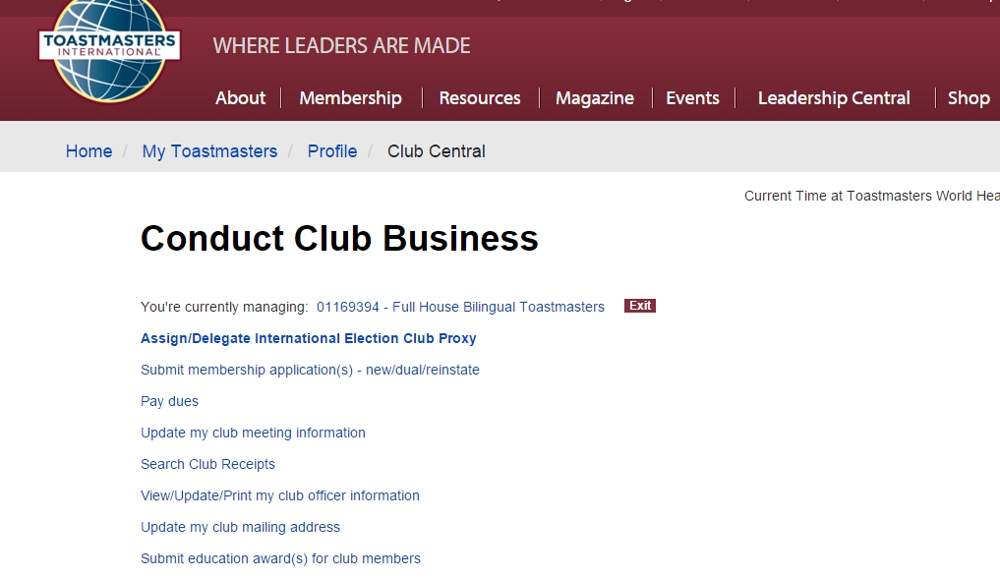 TOASTMASTERS
INTERNATIONAL
WHERE LEADERS ARE MADE
About
Membership
Resources
Magazine
Events
Leadership Central
Shop
Home / My Toastmasters / Profile / Club Central
Current Time at Toastmasters World
Conduct Club Business
You're currently managing: 01169394 - Full House Bilingual Toastmasters Exit
Assign/Delegate International Election Club Proxy
Submit membership application(s) - new/dual/reinstate
Pay dues
Update my club meeting information
Search Club Receipts
View/Update/Print my club officer information
Update my club mailing address
Submit education award(s) for club members